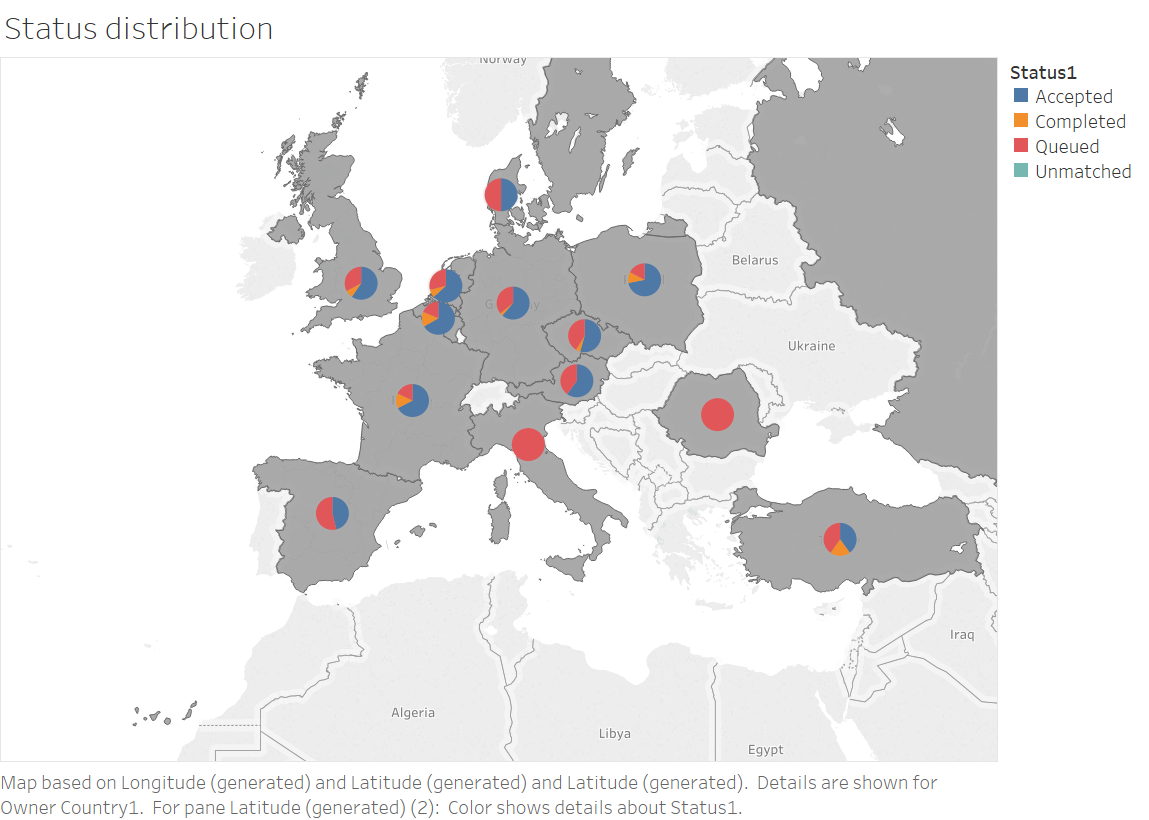 Status distribution
Norway
Status1
Accepted
Completed
Queued
Unmatched
Belarus
Ukraine
Iraq
Algeria
Libya
Egypt
Map based on Longitude (generated) and Latitude (generated) and Latitude (generated).  Details are shown for
Owner Country1.  For pane Latitude (generated) (2):  Color shows details about Status1.